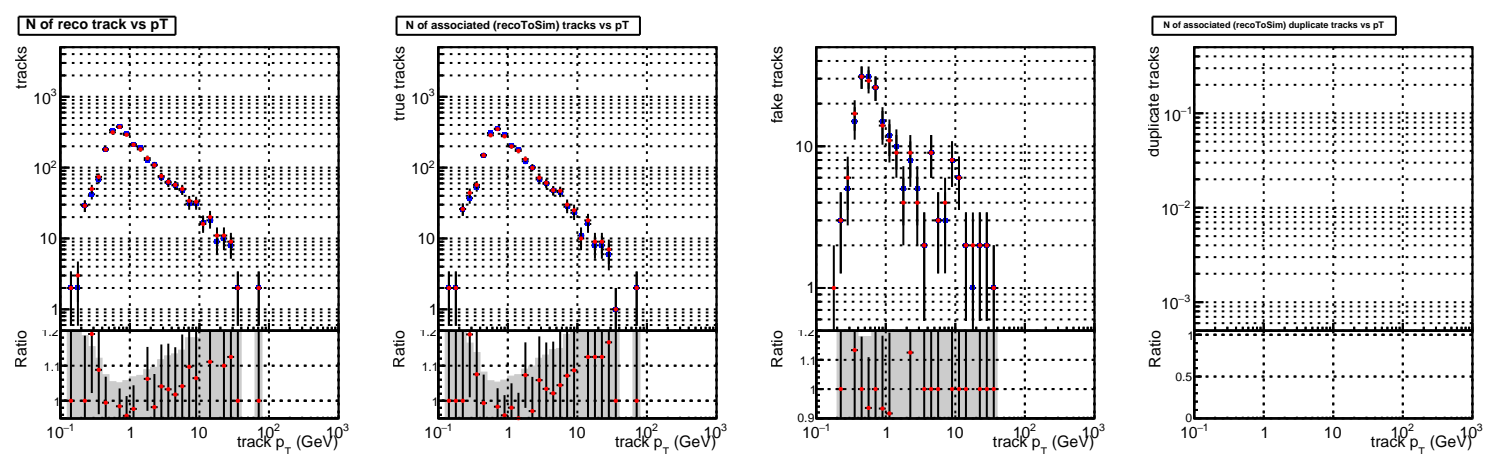 N of reco track vs pT
tracks
10³
10²
10
1
Ratio
1.2
1.1
1
10⁻¹ 1 10 10² 10³
track p_T (GeV)
N of associated (recoToSim) tracks vs pT
true tracks
10³
10²
10
1
Ratio
1.2
1.1
1
10⁻¹ 1 10 10² 10³
track p_T (GeV)
fake tracks
10
1
Ratio
1.2
1.1
1
0.9
10⁻¹ 1 10 10² 10³
track p_T (GeV)
N of associated (recoToSim) duplicate tracks vs pT
duplicate tracks
10⁻¹
10⁻²
10⁻³
Ratio
1
0.5
0
10⁻¹ 1 10 10² 10³
track p_T (GeV)